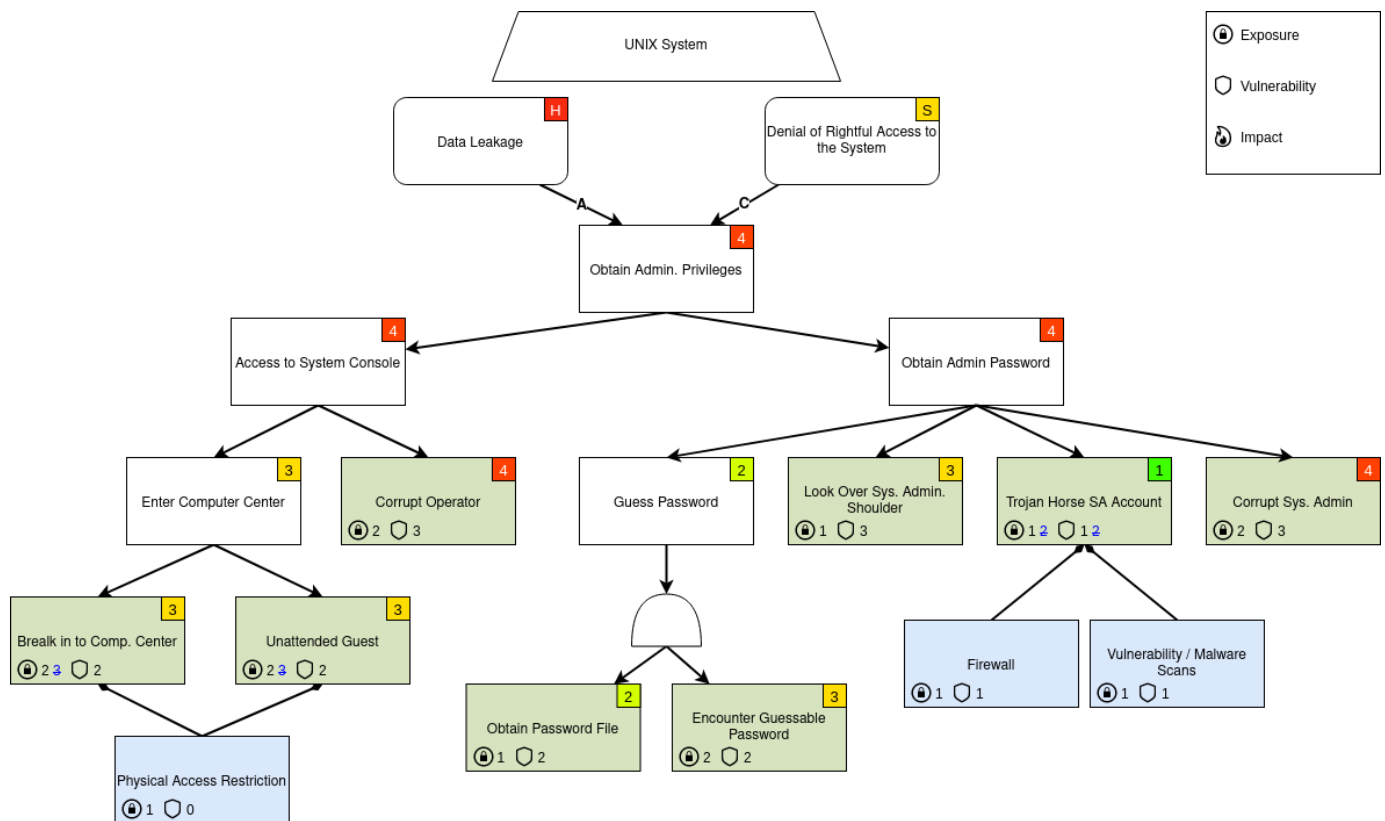 UNIX System
Exposure
Vulnerability
Impact
H
Data Leakage
S
Denial of Rightful Access to
the System
A
C
4
Obtain Admin. Privileges
4
Access to System Console
4
Obtain Admin Password
3
Enter Computer Center
4
Corrupt Operator
2 3
2
Guess Password
3
Look Over Sys. Admin.
Shoulder
1 3
1
Trojan Horse SA Account
1 2 1 2
4
Corrupt Sys. Admin
2 3
3
Brealk in to Comp. Center
2 3 2
3
Unattended Guest
2 3 2
Firewall
1 1
Vulnerability / Malware
Scans
1 1
2
Obtain Password File
1 2
3
Encounter Guessable
Password
2 2
Physical Access Restriction
1 0